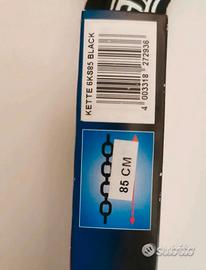 KETTE 6KS85 BLACK
4 003318 272936
85 CM
subito